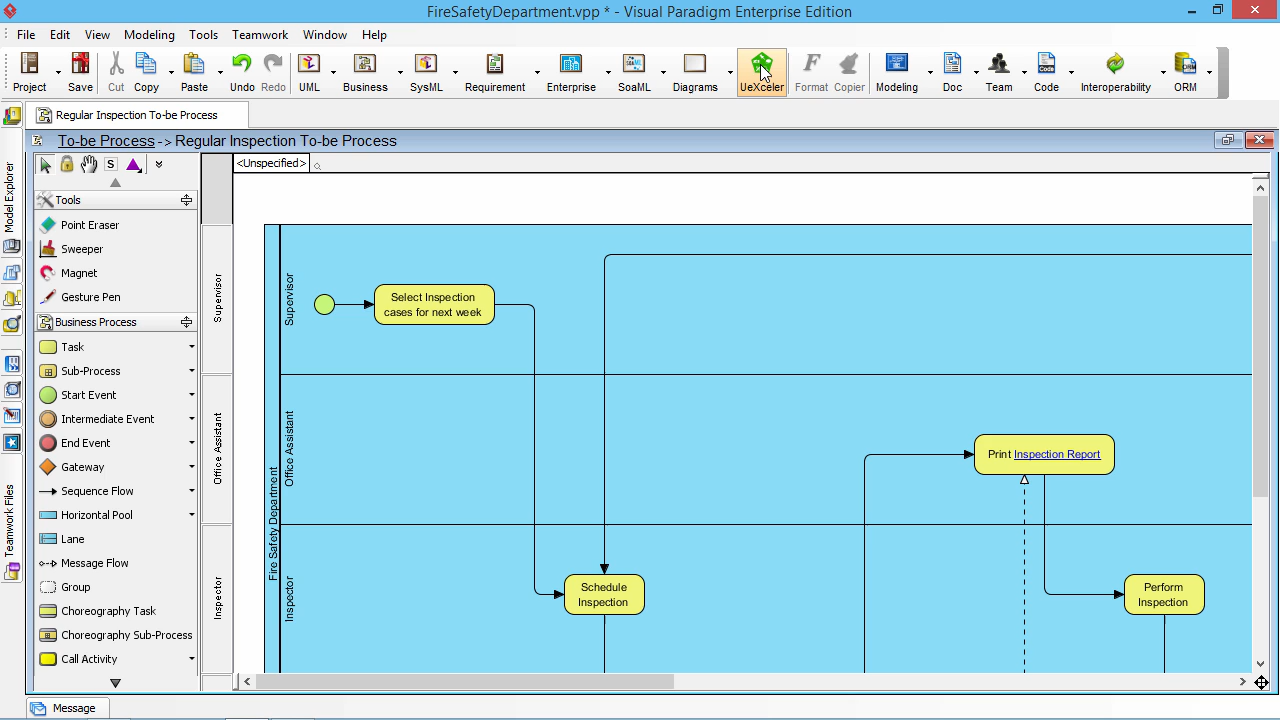 FireSafetyDepartment.vpp * - Visual Paradigm Enterprise Edition
File Edit View Modeling Tools Teamwork Window Help
Project Save Cut Copy Paste Undo Redo UML Business SysML Requirement Enterprise SoaML Diagrams UeXceler Format Copier Modeling Doc Team Code Interoperability ORM
Regular Inspection To-be Process
To-be Process -> Regular Inspection To-be Process
<Unspecified>
Model Explorer
Teamwork Files
S
Tools
Point Eraser
Sweeper
Magnet
Gesture Pen
Business Process
Task
Sub-Process
Start Event
Intermediate Event
End Event
Gateway
Sequence Flow
Horizontal Pool
Lane
Message Flow
Group
Choreography Task
Choreography Sub-Process
Call Activity
Supervisor
Office Assistant
Inspector
Fire Safety Department
Supervisor
Select Inspection
cases for next week
Office Assistant
Print Inspection Report
Inspector
Schedule
Inspection
Perform
Inspection
Message